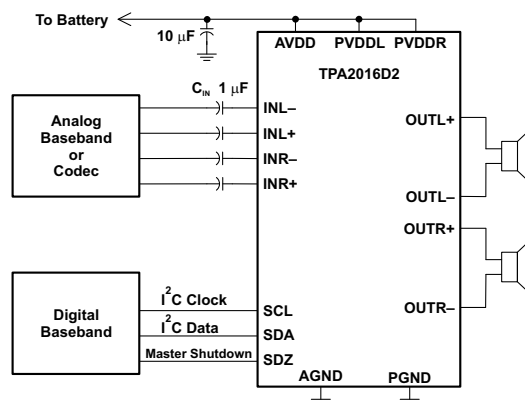 To Battery
10 μF
AVDD PVDDL PVDDR
TPA2016D2
CIN 1 μF
Analog
Baseband
or
Codec
INL–
INL+
INR–
INR+
OUTL+
OUTL–
OUTR+
OUTR–
Digital
Baseband
I2C Clock
I2C Data
Master Shutdown
SCL
SDA
SDZ
AGND PGND